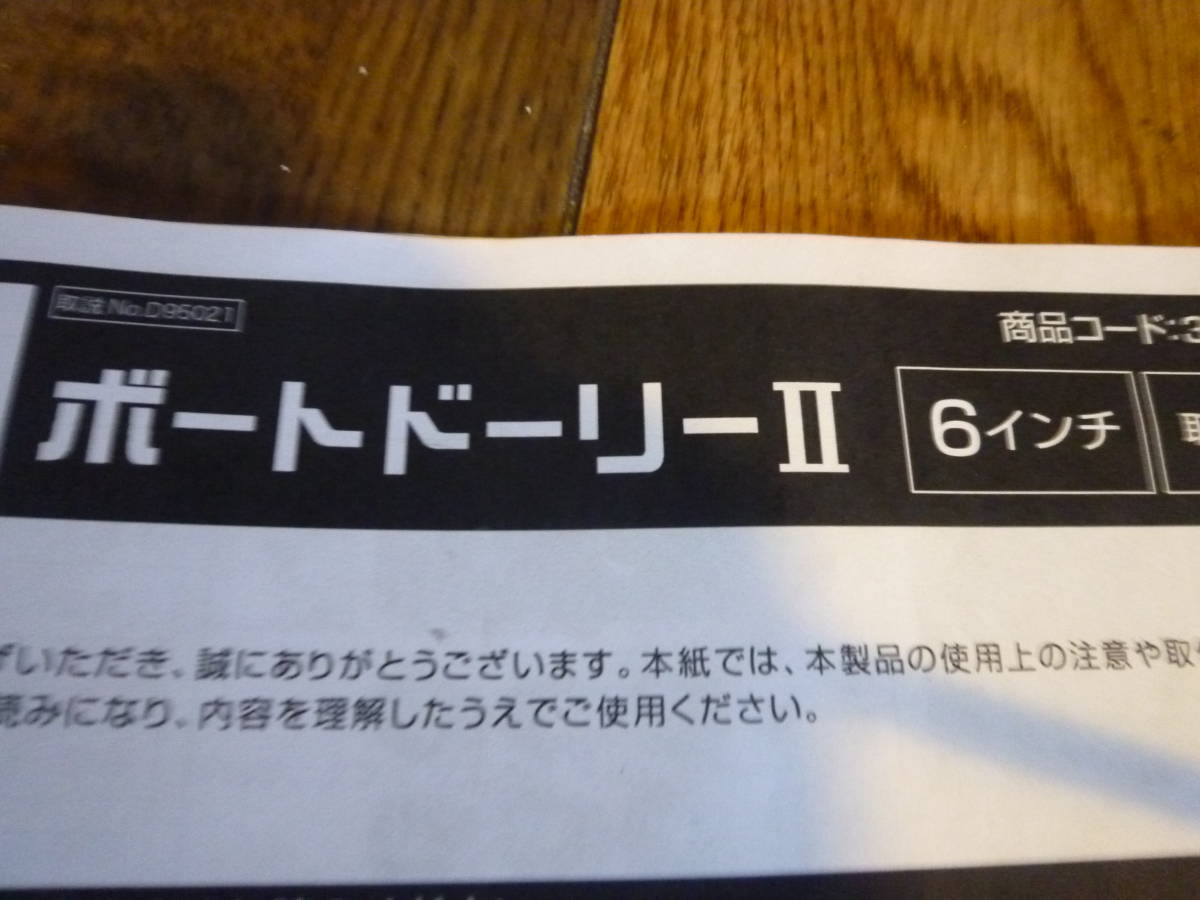 取説No.D95021
商品コード:3
ボートドーリーⅡ
6インチ
取
いただき、誠にありがとうございます。本紙では、本製品の使用上の注意や取
読みになり、内容を理解したうえでご使用ください。